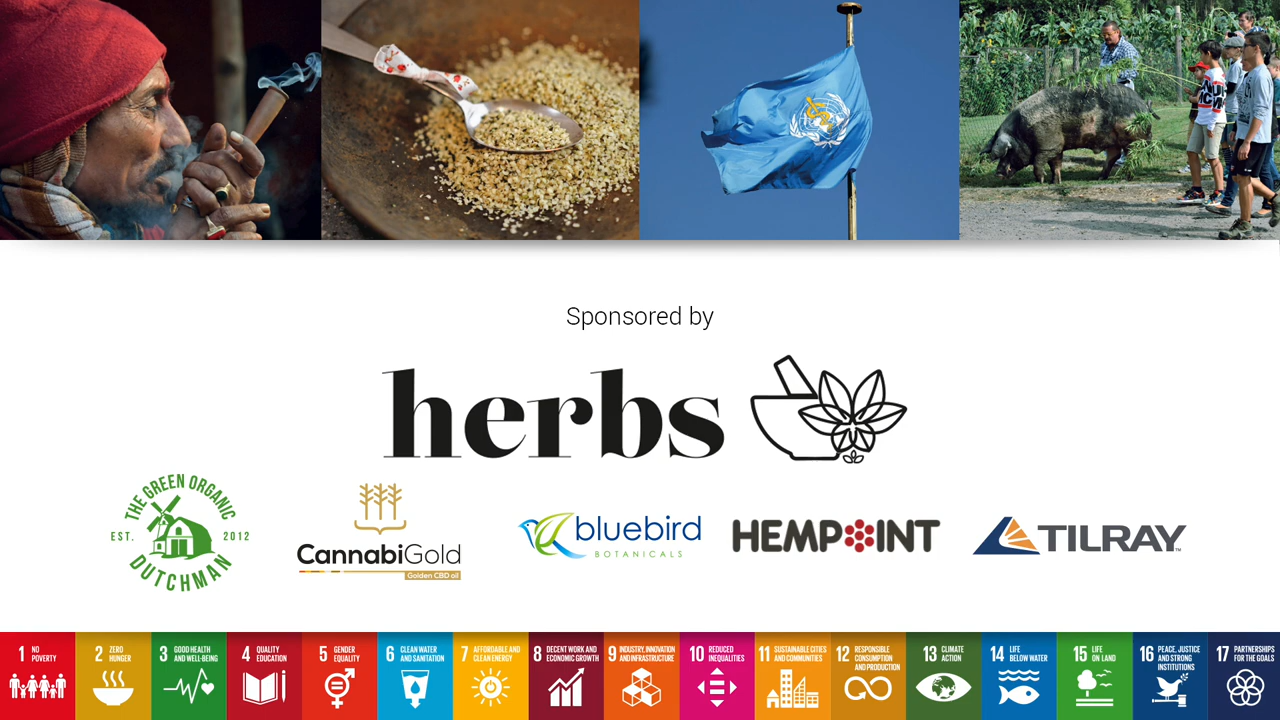 Sponsored by
herbs
THE GREEN ORGANIC
EST. 2012
DUTCHMAN
CannabiGold
Golden CBD oil
bluebird
BOTANICALS
HEMPOINT
TILRAY™
1 NO
POVERTY
2 ZERO
HUNGER
3 GOOD HEALTH
AND WELL-BEING
4 QUALITY
EDUCATION
5 GENDER
EQUALITY
6 CLEAN WATER
AND SANITATION
7 AFFORDABLE AND
CLEAN ENERGY
8 DECENT WORK AND
ECONOMIC GROWTH
9 INDUSTRY, INNOVATION
AND INFRASTRUCTURE
10 REDUCED
INEQUALITIES
11 SUSTAINABLE CITIES
AND COMMUNITIES
12 RESPONSIBLE
CONSUMPTION
AND PRODUCTION
13 CLIMATE
ACTION
14 LIFE
BELOW WATER
15 LIFE
ON LAND
16 PEACE, JUSTICE
AND STRONG
INSTITUTIONS
17 PARTNERSHIPS
FOR THE GOALS